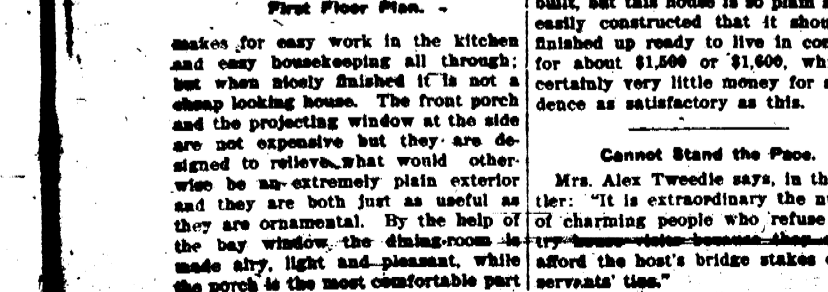 First Floor Plan.
makes for easy work in the kitchen
and easy housekeeping all through;
but when nicely finished it is not a
cheap looking house. The front porch
and the projecting window at the side
are not expensive but they are de-
signed to relieve what would other-
wise be an extremely plain exterior
and they are both just as useful as
they are ornamental. By the help of
the bay window the dining-room is
made airy, light and pleasant, while
the porch is the most comfortable part
built, but this house is so plain
easily constructed that it
finished up ready to live in
for about $1,500 or $1,600,
certainly very little money for
dence as satisfactory as this.
Cannot Stand the Pace.
Mrs. Alex Tweedie says, in
tler: "It is extraordinary the
of charming people who refuse
try house visits because they
afford the host's bridge stakes
servants' tips."